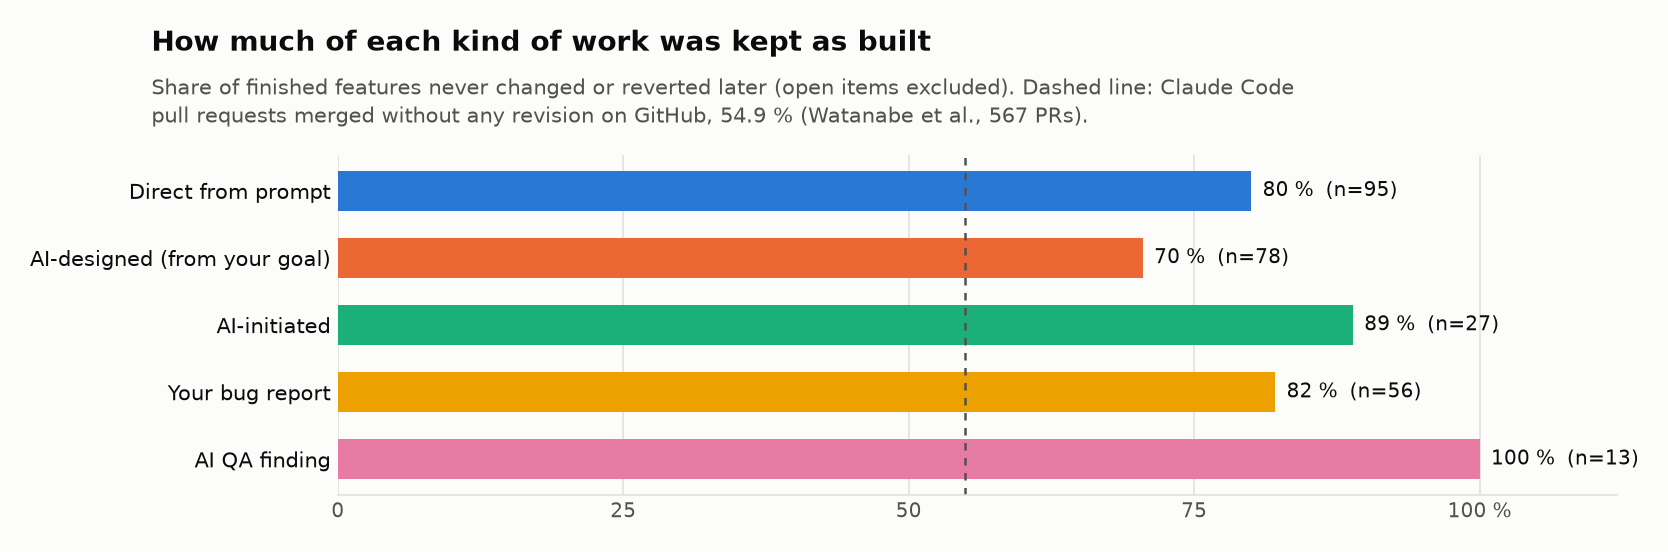 How much of each kind of work was kept as built
Share of finished features never changed or reverted later (open items excluded). Dashed line: Claude Code
pull requests merged without any revision on GitHub, 54.9 % (Watanabe et al., 567 PRs).
Direct from prompt
80 % (n=95)
AI-designed (from your goal)
70 % (n=78)
AI-initiated
89 % (n=27)
Your bug report
82 % (n=56)
AI QA finding
100 % (n=13)
0
25
50
75
100 %